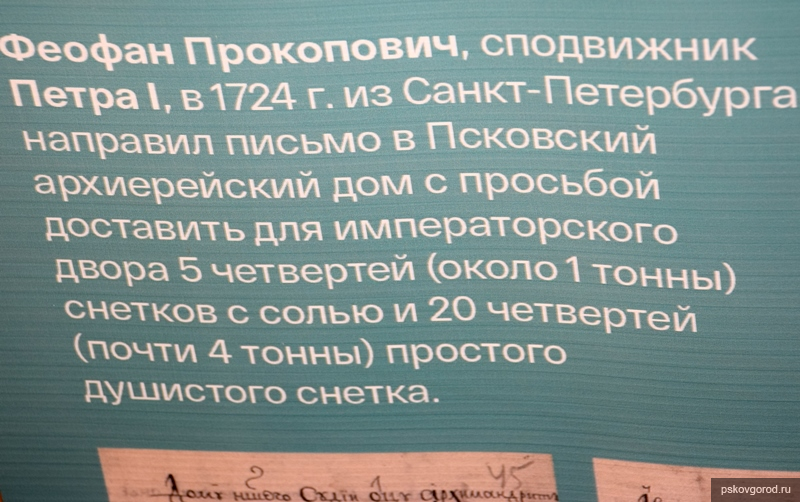 Феофан Прокопович, сподвижник
Петра I, в 1724 г. из Санкт-Петербурга
направил письмо в Псковский
архиерейский дом с просьбой
доставить для императорского
двора 5 четвертей (около 1 тонны)
снетков с солью и 20 четвертей
(почти 4 тонны) простого
душистого снетка.
45
pskovgorod.ru